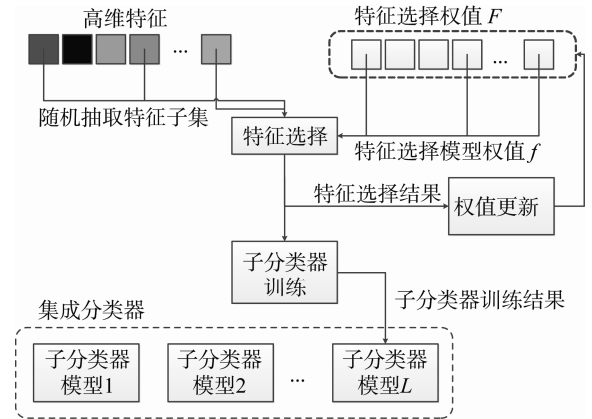 高维特征
特征选择权值 F
...
...
随机抽取特征子集
特征选择
特征选择模型权值 f
特征选择结果
权值更新
子分类器
训练
子分类器训练结果
集成分类器
子分类器
模型1
子分类器
模型2
...
子分类器
模型L